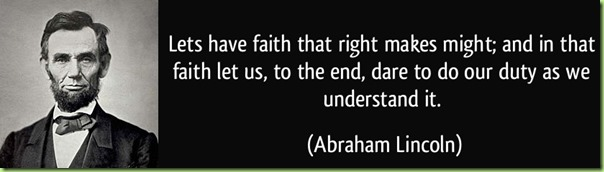 Lets have faith that right makes might; and in that
faith let us, to the end, dare to do our duty as we
understand it.
(Abraham Lincoln)